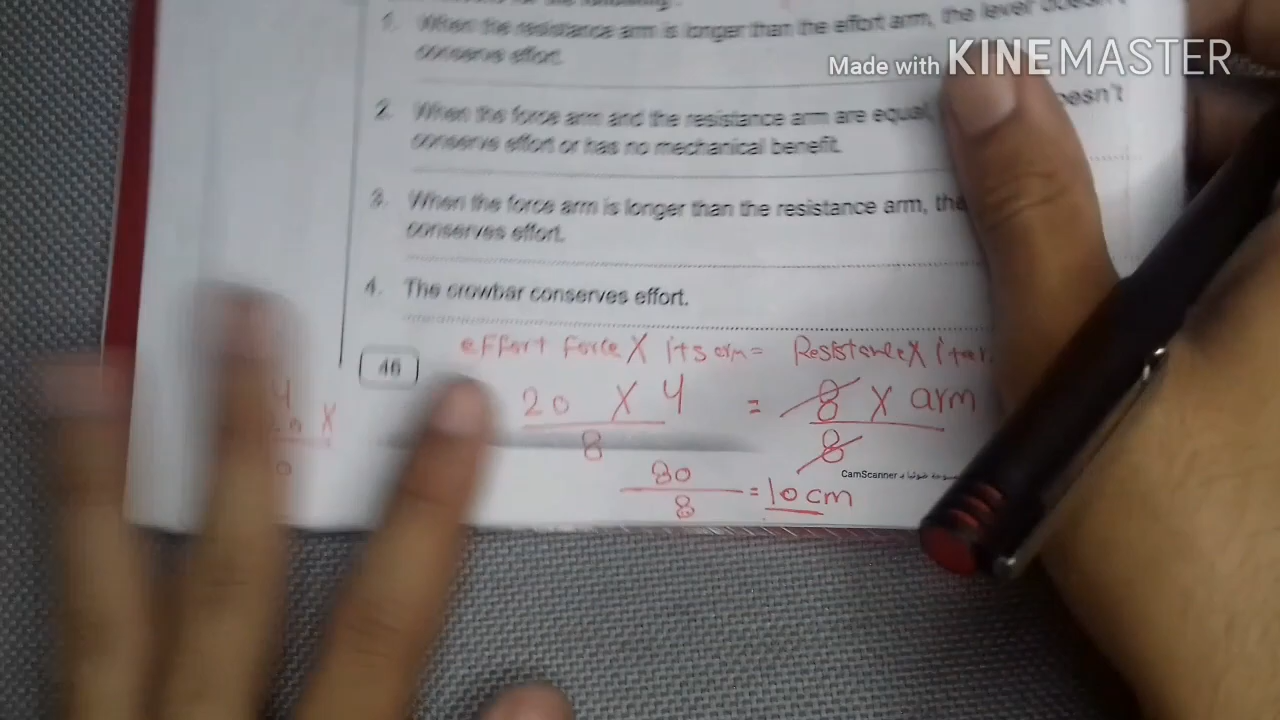 1. When the resistance arm is longer than the effort arm, the lever doesn't
conserve effort.
Made with KINEMASTER
2. When the force arm and the resistance arm are equal, doesn't
conserve effort or has no mechanical benefit.
3. When the force arm is longer than the resistance arm, the
conserves effort.
4. The crowbar conserves effort.
46
effort force X its arm = Resistance X
20 X 4 = 8 X arm
8 8
80
8 = 10 cm
CamScanner
4
X
0